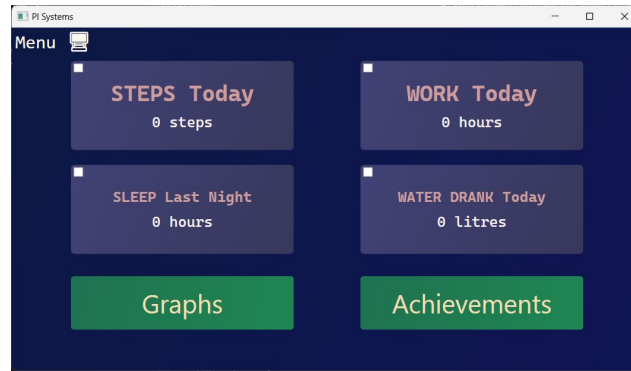 PI Systems
Menu
STEPS Today
0 steps
WORK Today
0 hours
SLEEP Last Night
0 hours
WATER DRANK Today
0 litres
Graphs
Achievements